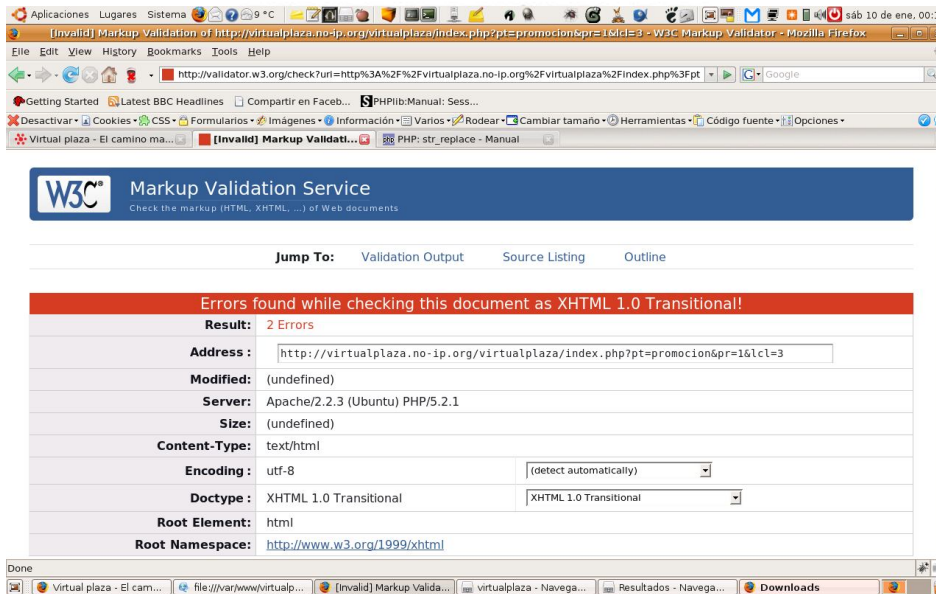 Aplicaciones Lugares Sistema 9 °C sáb 10 de ene, 00:
[Invalid] Markup Validation of http://virtualplaza.no-ip.org/virtualplaza/index.php?pt=promocion&pr=1&lcl=3 - W3C Markup Validator - Mozilla Firefox
File Edit View History Bookmarks Tools Help
http://validator.w3.org/check?uri=http%3A%2F%2Fvirtualplaza.no-ip.org%2Fvirtualplaza%2Findex.php%3Fpt G Google
Getting Started Latest BBC Headlines Compartir en Faceb... PHPlib:Manual: Sess...
Desactivar Cookies CSS Formularios Imágenes Información Varios Rodear Cambiar tamaño Herramientas Código fuente Opciones
Virtual plaza - El camino ma... [Invalid] Markup Validati... php PHP: str_replace - Manual
W3C® Markup Validation Service
Check the markup (HTML, XHTML, ...) of Web documents
Jump To: Validation Output Source Listing Outline
Errors found while checking this document as XHTML 1.0 Transitional!
Result: 2 Errors
Address : http://virtualplaza.no-ip.org/virtualplaza/index.php?pt=promocion&pr=1&lcl=3
Modified: (undefined)
Server: Apache/2.2.3 (Ubuntu) PHP/5.2.1
Size: (undefined)
Content-Type: text/html
Encoding : utf-8 (detect automatically)
Doctype : XHTML 1.0 Transitional XHTML 1.0 Transitional
Root Element: html
Root Namespace: http://www.w3.org/1999/xhtml
Done
Virtual plaza - El cam... file:///var/www/virtualp... [Invalid] Markup Valida... virtualplaza - Navega... Resultados - Navega... Downloads